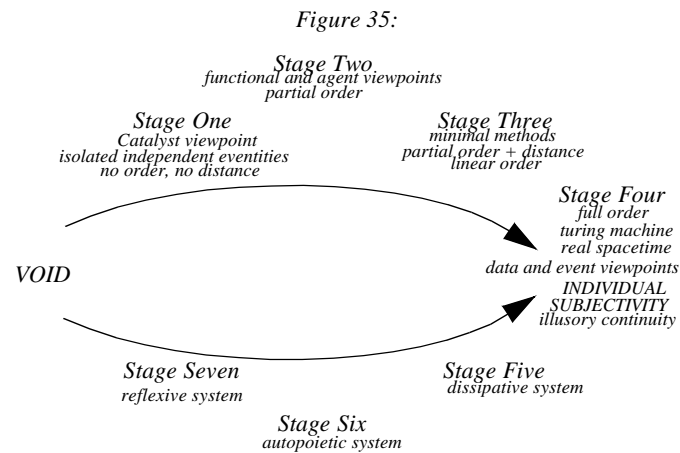 Figure 35:
Stage Two
functional and agent viewpoints
partial order
Stage One
Catalyst viewpoint
isolated independent eventities
no order, no distance
Stage Three
minimal methods
partial order + distance
linear order
Stage Four
full order
turing machine
real spacetime
data and event viewpoints
INDIVIDUAL
SUBJECTIVITY
illusory continuity
VOID
Stage Seven
reflexive system
Stage Five
dissipative system
Stage Six
autopoietic system